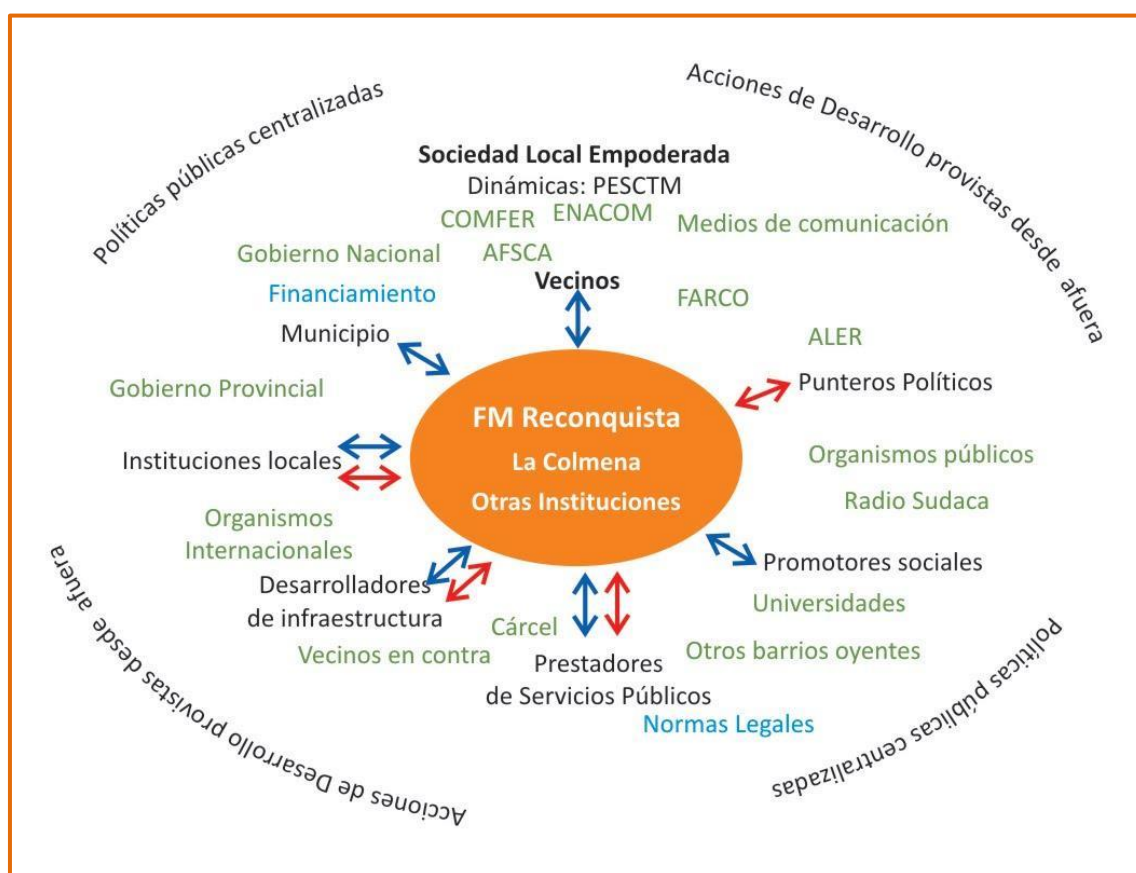 Políticas públicas centralizadas
Acciones de Desarrollo provistas desde afuera
Sociedad Local Empoderada
Dinámicas: PESCTM
COMFER
ENACOM
Medios de comunicación
Gobierno Nacional
AFSCA
Vecinos
Financiamiento
FARCO
Municipio
ALER
Gobierno Provincial
Punteros Políticos
FM Reconquista
La Colmena
Otras Instituciones
Instituciones locales
Organismos públicos
Radio Sudaca
Organismos
Internacionales
Desarrolladores
de infraestructura
Promotores sociales
Universidades
Cárcel
Vecinos en contra
Otros barrios oyentes
Prestadores
de Servicios Públicos
Normas Legales
Acciones de Desarrollo provistas desde afuera
Políticas públicas centralizadas